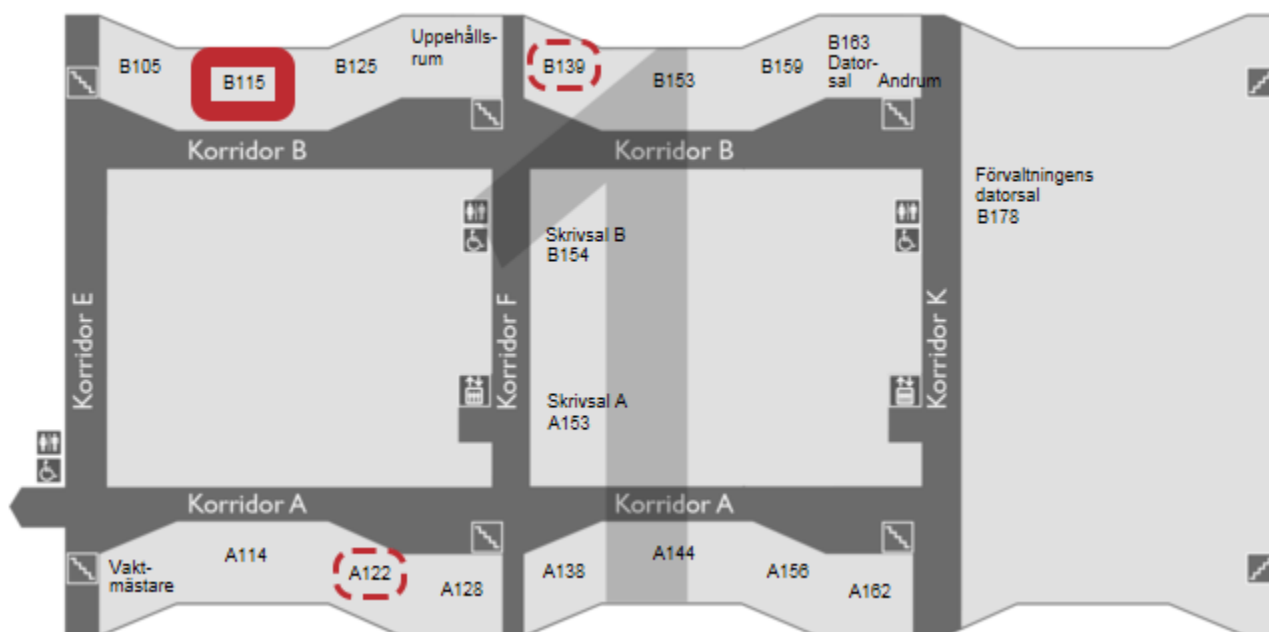 B105
B115
B125
Uppehålls-
rum
B139
B153
B159
B163
Dator-
sal
Andrum
Korridor B
Korridor B
Förvaltningens
datorsal
B178
Skrivsal B
B154
Korridor E
Korridor F
Korridor K
Skrivsal A
A153
Korridor A
Korridor A
Vakt-
mästare
A114
A122
A128
A138
A144
A156
A162